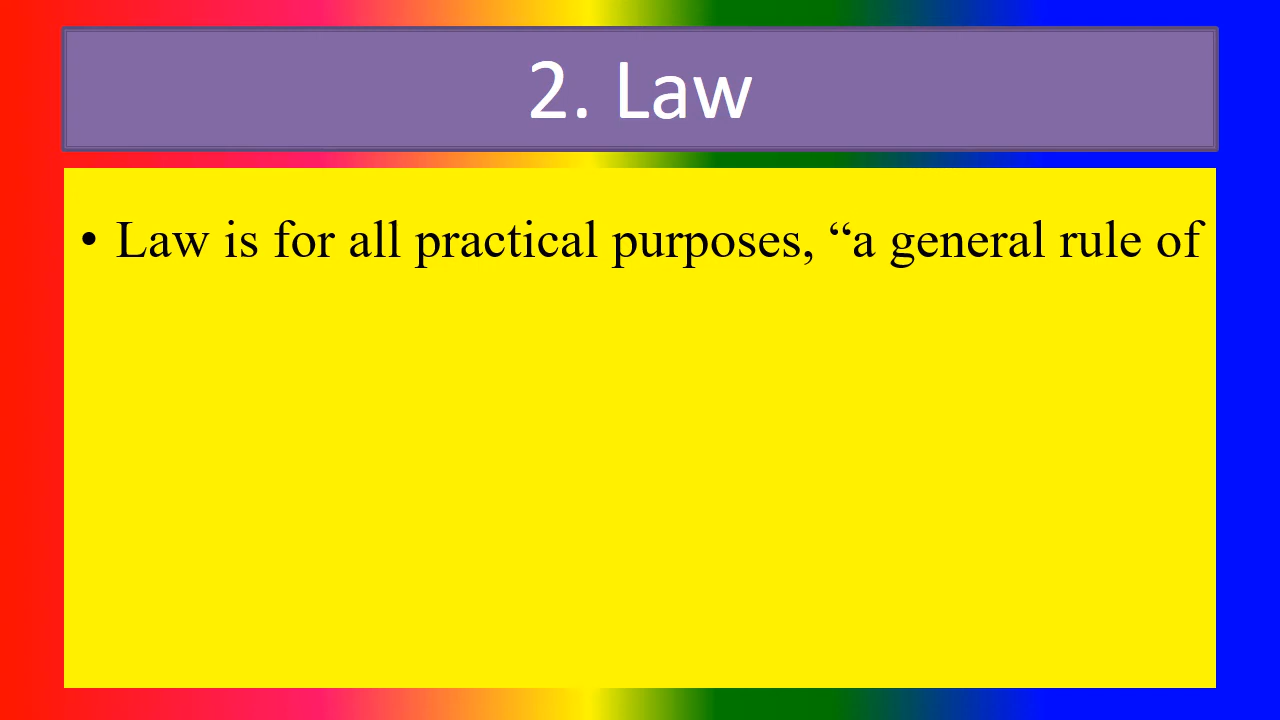 2. Law
• Law is for all practical purposes, “a general rule of